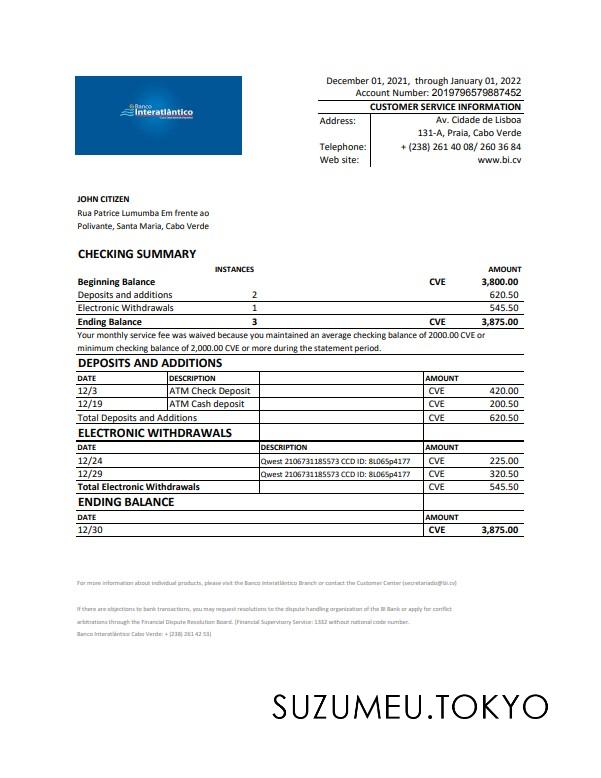 December 01, 2021, through January 01, 2022
Account Number: 2019796579887452
Banco
Interatlântico
CUSTOMER SERVICE INFORMATION
Address: Av. Cidade de Lisboa
131-A, Praia, Cabo Verde
Telephone: + (238) 261 40 08/ 260 36 84
Web site: www.bi.cv
JOHN CITIZEN
Rua Patrice Lumumba Em frente ao
Polivante, Santa Maria, Cabo Verde
CHECKING SUMMARY
INSTANCES AMOUNT
Beginning Balance CVE 3,800.00
Deposits and additions 2 620.50
Electronic Withdrawals 1 545.50
Ending Balance 3 CVE 3,875.00
Your monthly service fee was waived because you maintained an average checking balance of 2000.00 CVE or
minimum checking balance of 2,000.00 CVE or more during the statement period.
DEPOSITS AND ADDITIONS
DATE DESCRIPTION AMOUNT
12/3 ATM Check Deposit CVE 420.00
12/19 ATM Cash deposit CVE 200.50
Total Deposits and Additions CVE 620.50
ELECTRONIC WITHDRAWALS
DATE DESCRIPTION AMOUNT
12/24 Qwest 2106731185573 CCD ID: 8L065p4177 CVE 225.00
12/29 Qwest 2106731185573 CCD ID: 8L065p4177 CVE 320.50
Total Electronic Withdrawals CVE 545.50
ENDING BALANCE
DATE AMOUNT
12/30 CVE 3,875.00
For more information about individual products, please visit the Banco Interatlântico Branch or contact the Customer Center (secretariado@bi.cv)
If there are objections to bank transactions, you may request resolutions to the dispute handling organization of the BI Bank or apply for conflict
arbitrations through the Financial Dispute Resolution Board. (Financial Supervisory Service: 1332 without national code number.
Banco Interatlântico Cabo Verde: + (238) 261 42 53)
SUZUMEU.TOKYO